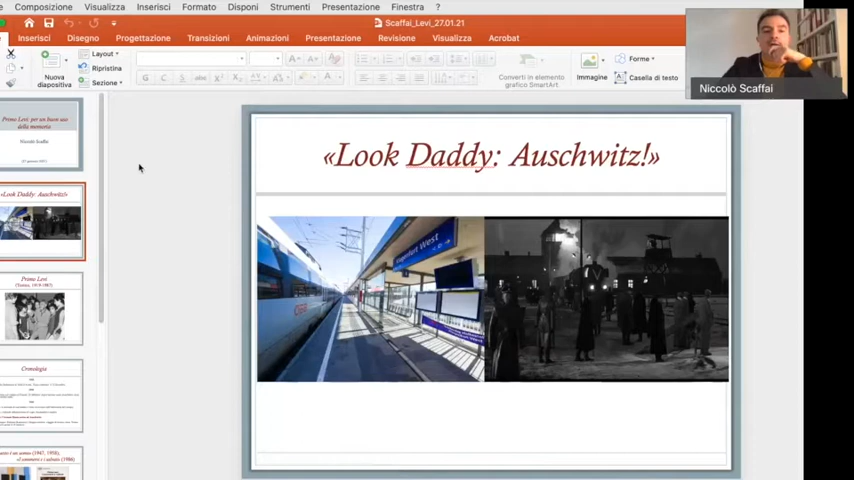 Composizione Visualizza Inserisci Formato Disponi Strumenti Presentazione Finestra ?
Scaffai_Levi_27.01.21
Inserisci Disegno Progettazione Transizioni Animazioni Presentazione Revisione Visualizza Acrobat
Nuova
diapositiva
Layout
Ripristina
Sezione
Converti in elemento
grafico SmartArt
Immagine
Forme
Casella di testo
Niccolò Scaffai
Primo Levi: per un buon uso
della memoria
Niccolò Scaffai
«Look Daddy: Auschwitz!»
Primo Levi
(Torino, 1919-1987)
Cronologia
«Look Daddy: Auschwitz!»
Klagenfurt West
ÖBB